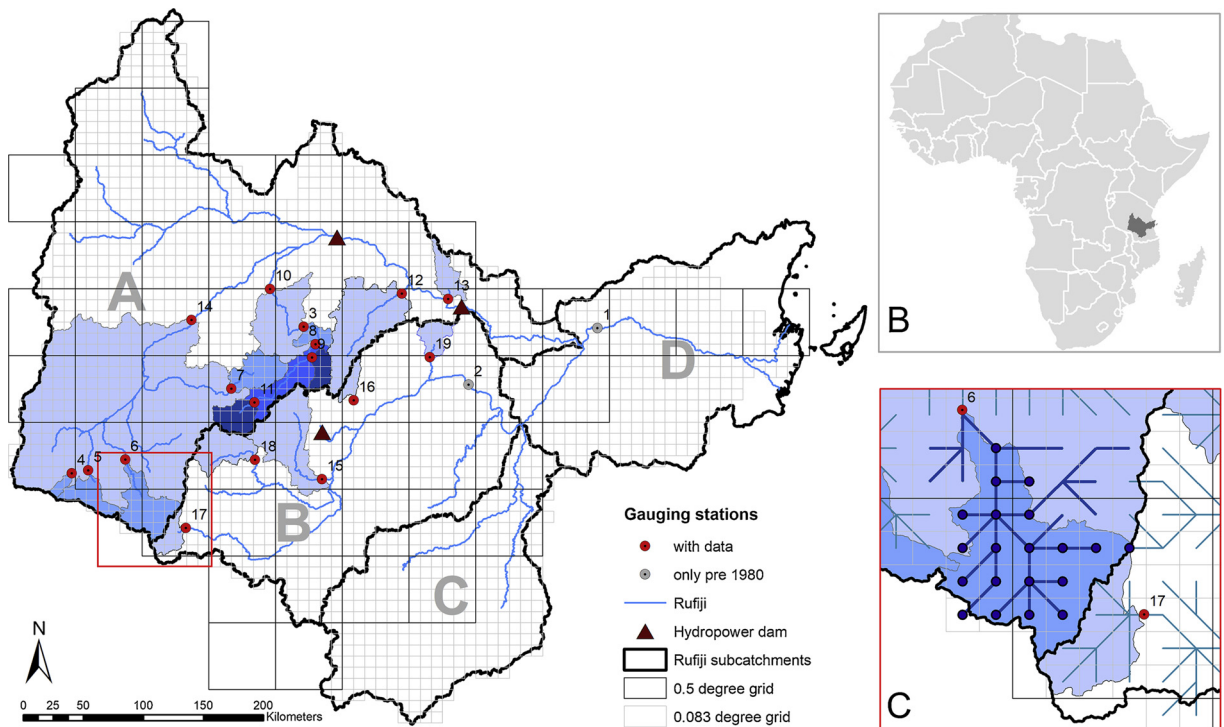 A
B
C
D
1
2
3
4
5
6
7
8
9
10
11
12
13
14
15
16
17
18
19
N
0 25 50 100 150 200
Kilometers
Gauging stations
with data
only pre 1980
Rufiji
Hydropower dam
Rufiji subcatchments
0.5 degree grid
0.083 degree grid
B
6
17
C